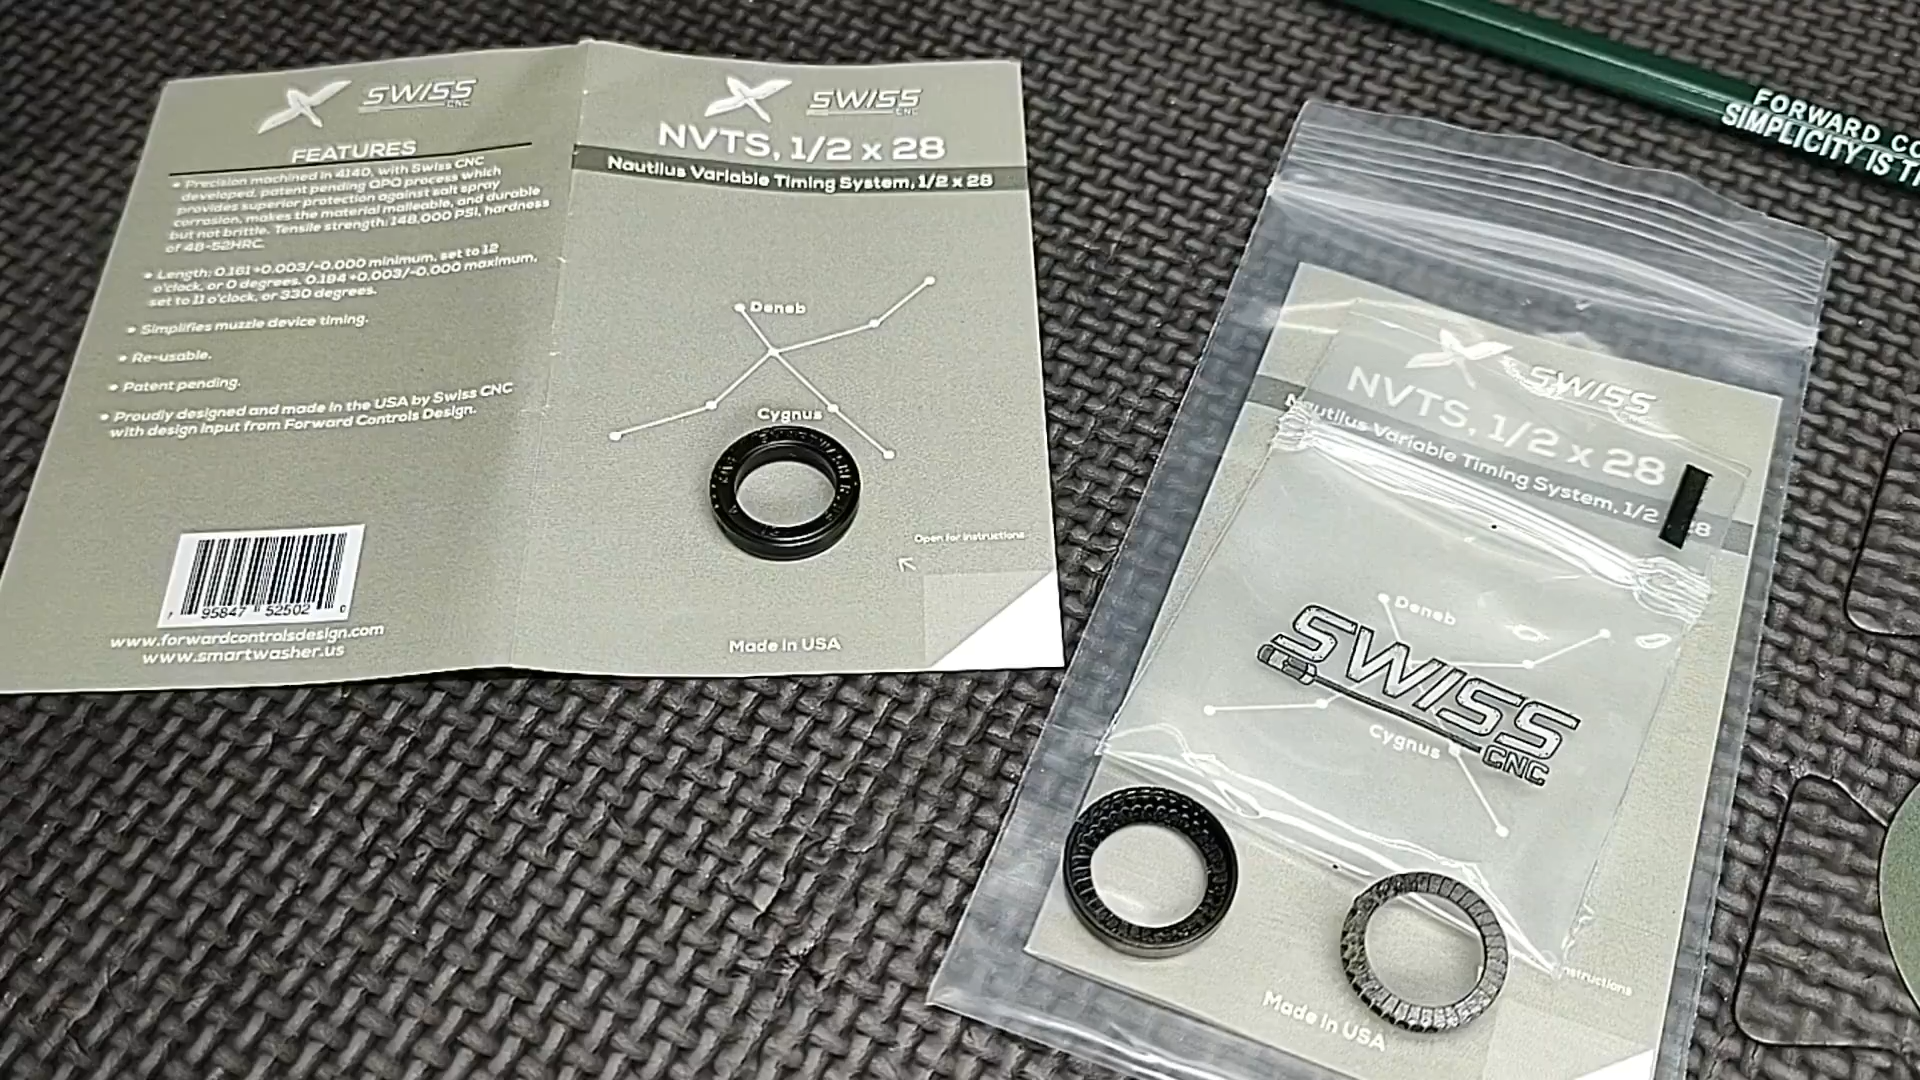 SWISS
CNC
FEATURES
• Precision machined in 4140, with Swiss CNC
developed, patent pending QPQ process which
provides superior protection against salt spray
corrosion, makes the material malleable, and durable
but not brittle. Tensile strength: 148,000 PSI, hardness
of 48-52HRC.
• Length: 0.161 +0.003/-0.000 minimum, set to 12
o'clock, or 0 degrees. 0.194 +0.003/-0.000 maximum,
set to 11 o'clock, or 330 degrees.
• Simplifies muzzle device timing.
• Re-usable.
• Patent pending.
• Proudly designed and made in the USA by Swiss CNC
with design input from Forward Controls Design.
7 95847 52502 0
www.forwardcontrolsdesign.com
www.smartwasher.us
SWISS
CNC
NVTS, 1/2 x 28
Nautilus Variable Timing System, 1/2 x 28
Deneb
Cygnus
Open for instructions
Made in USA
FORWARD CO
SIMPLICITY IS T
SWISS
NVTS, 1/2 x 28
Nautilus Variable Timing System, 1/2 28
Deneb
SWISS
CNC
Cygnus
nstructions
Made in USA